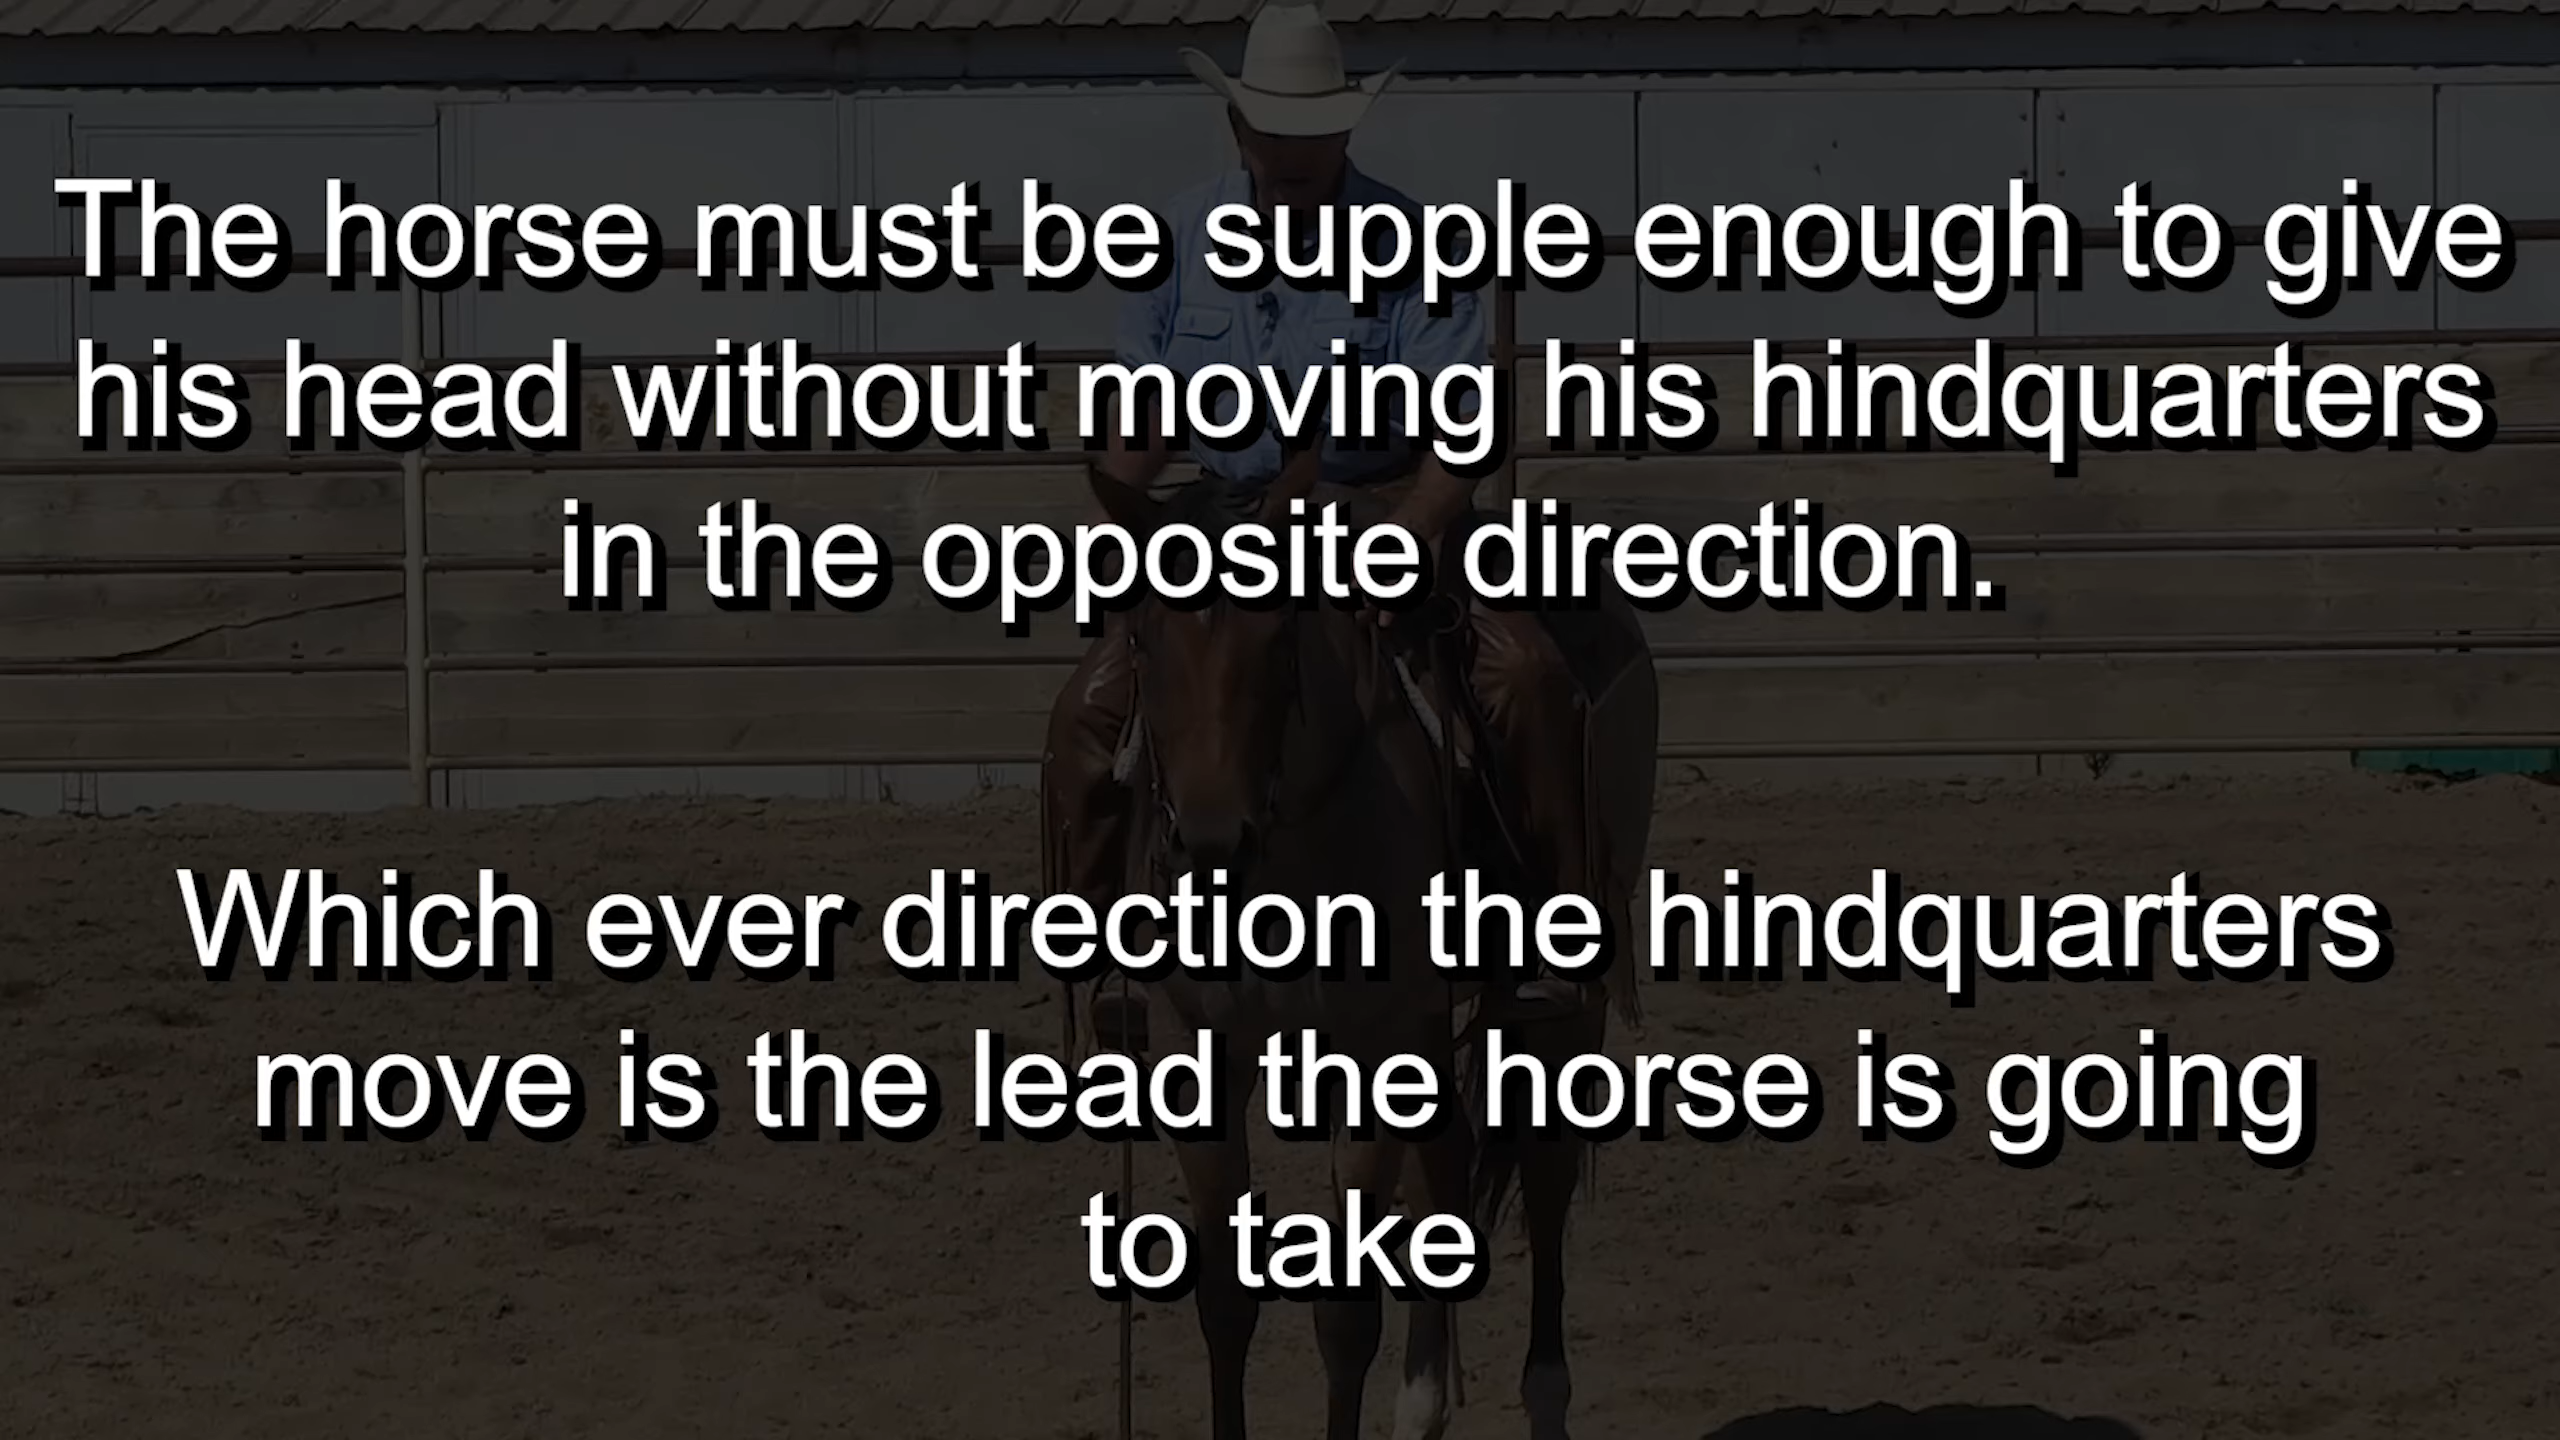 The horse must be supple enough to give
his head without moving his hindquarters
in the opposite direction.
Which ever direction the hindquarters
move is the lead the horse is going
to take